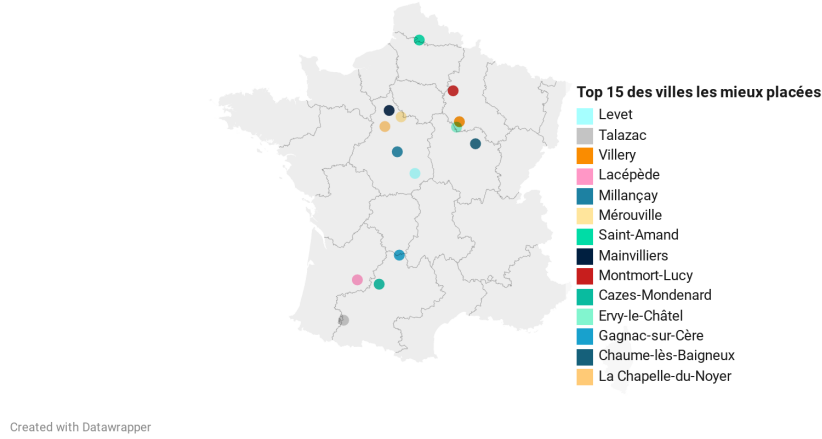 Top 15 des villes les mieux placées
Levet
Talazac
Villery
Lacépède
Millançay
Mérouville
Saint-Amand
Mainvilliers
Montmort-Lucy
Cazes-Mondenard
Ervy-le-Châtel
Gagnac-sur-Cère
Chaume-lès-Baigneux
La Chapelle-du-Noyer
Created with Datawrapper